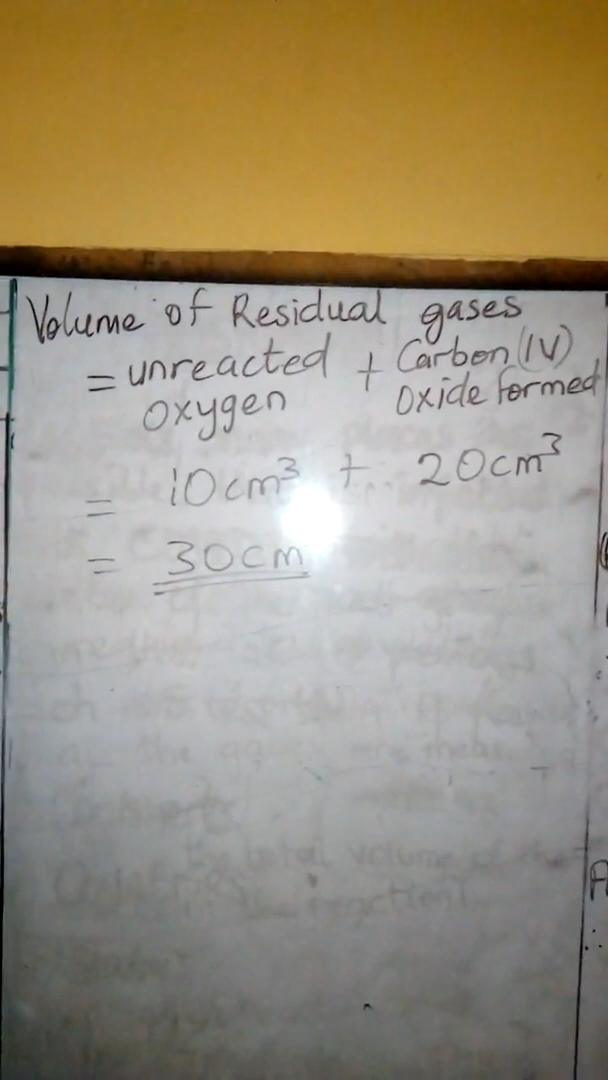 Volume of Residual gases
= unreacted oxygen + Carbon (IV) Oxide formed
= 10cm³ + 20cm³
= 30cm